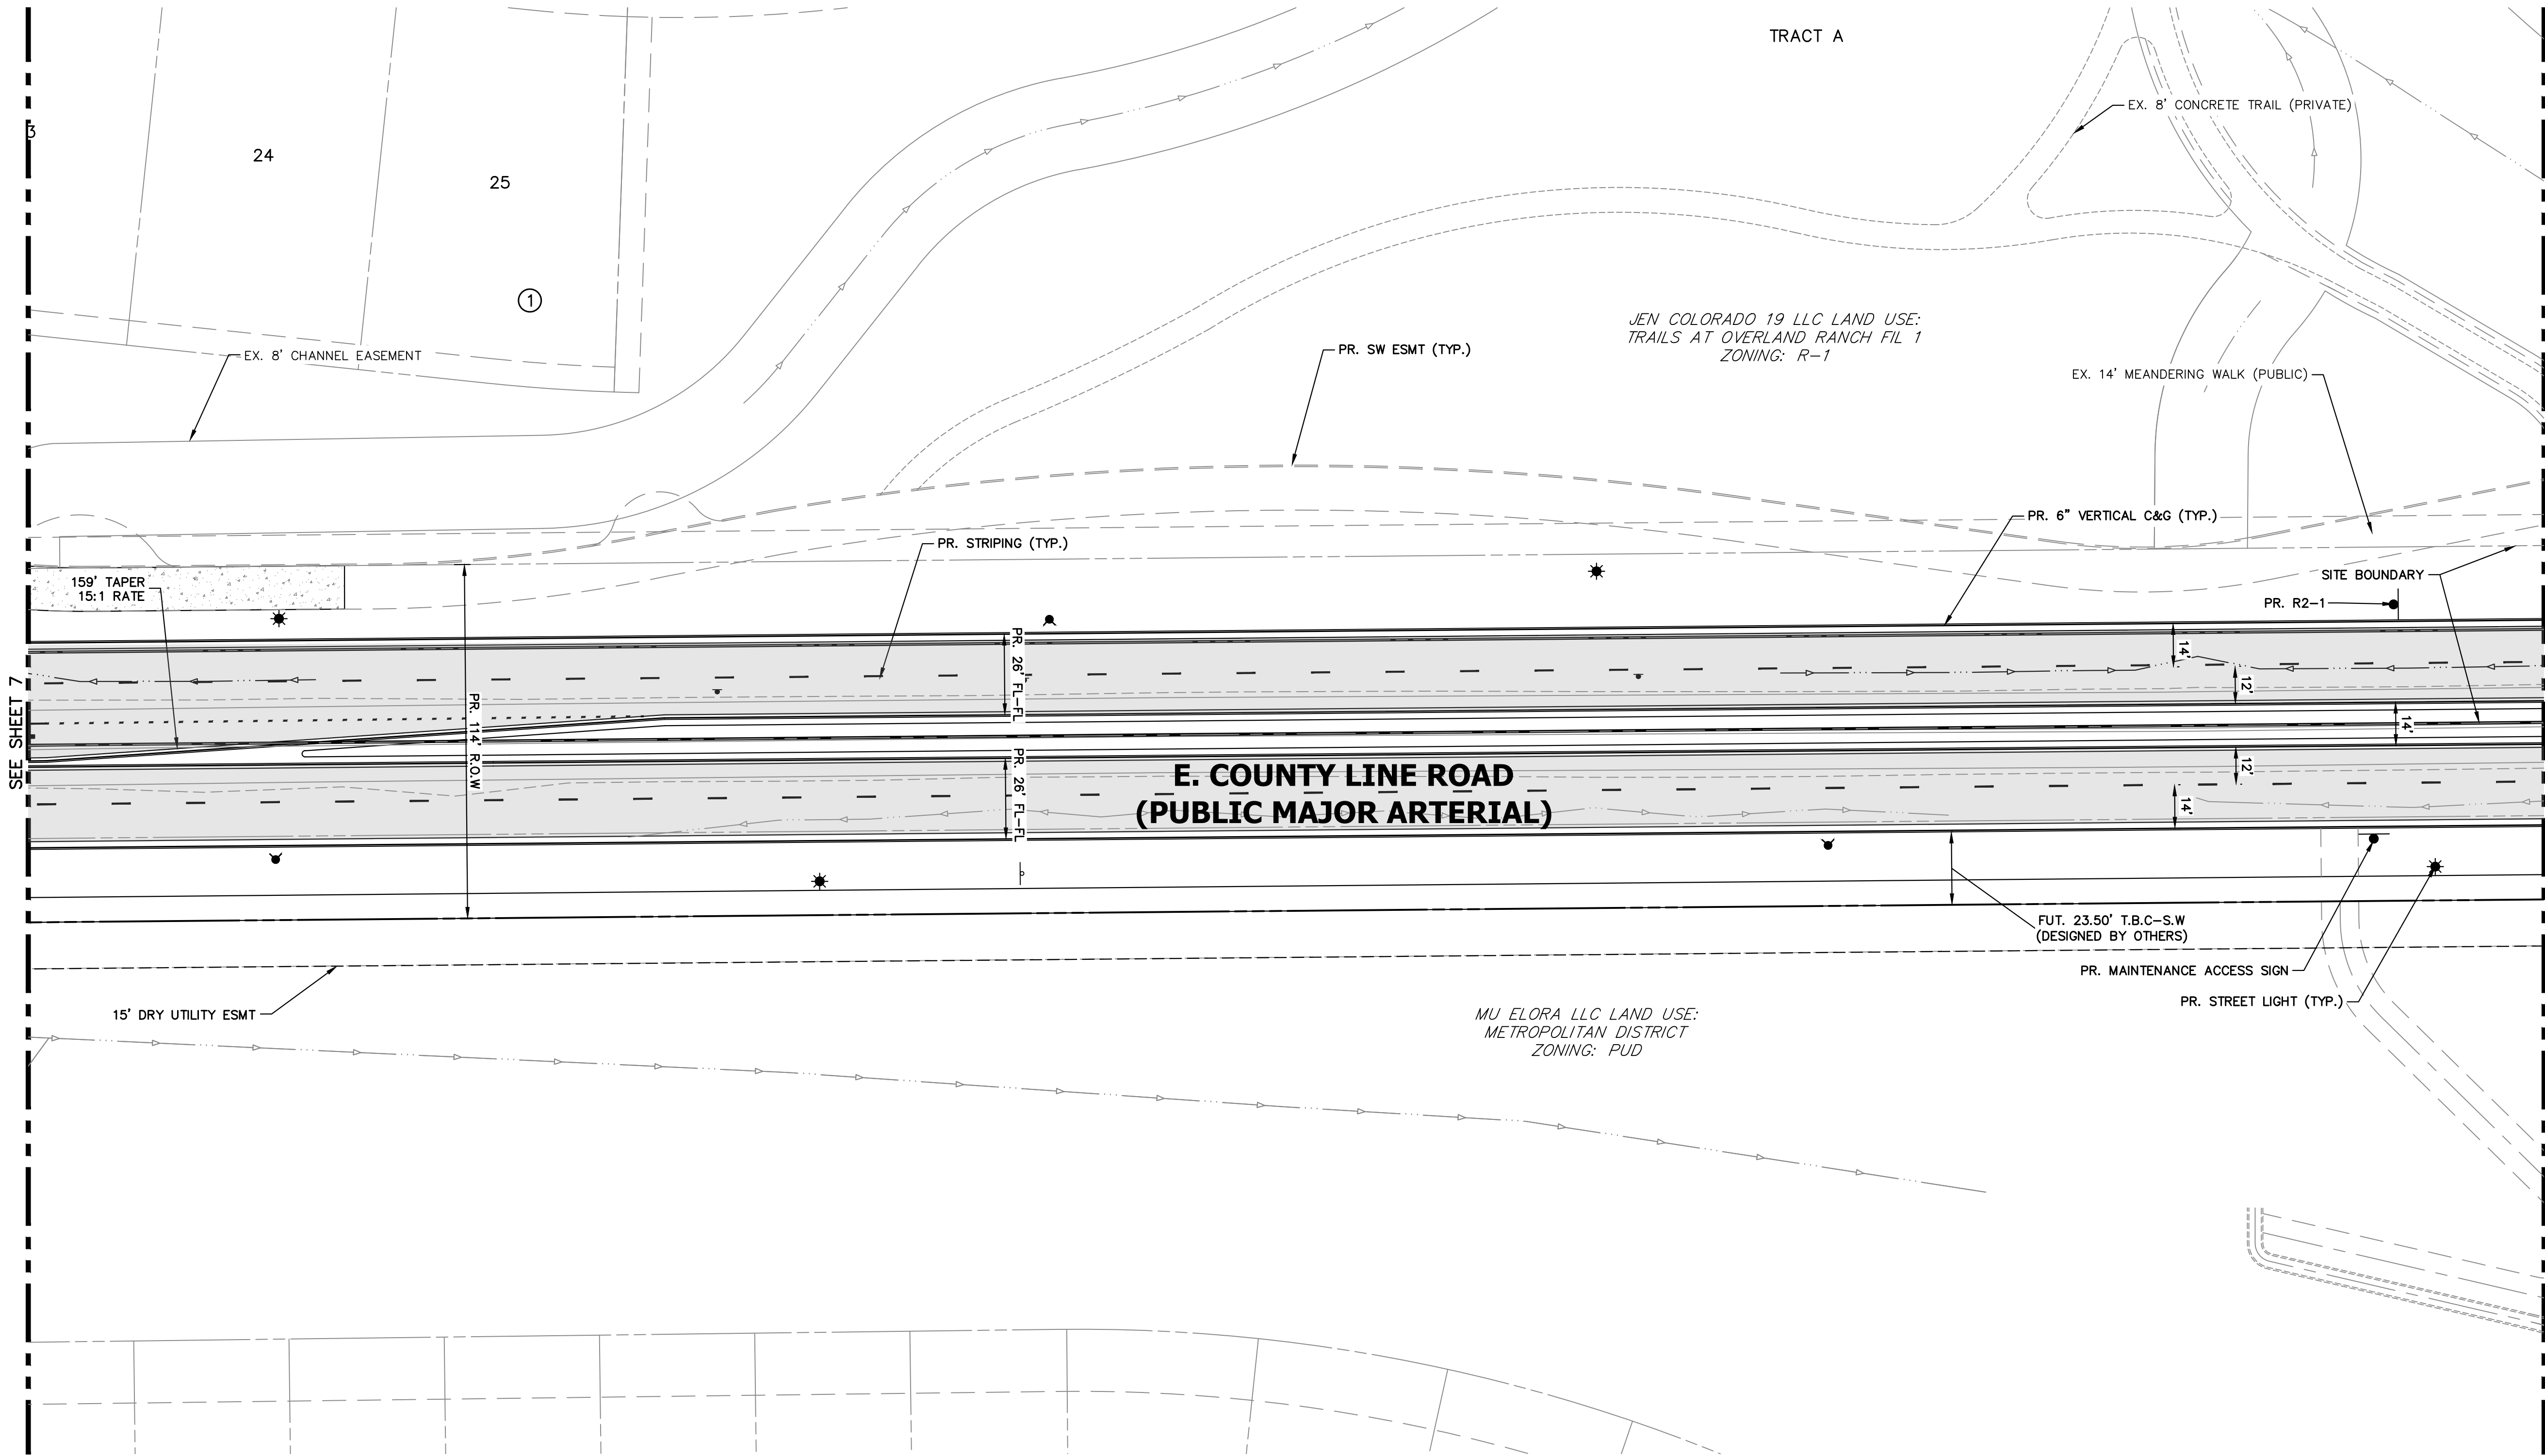 TRACT A
EX. 8' CONCRETE TRAIL (PRIVATE)
3
24
25
1
JEN COLORADO 19 LLC LAND USE:
TRAILS AT OVERLAND RANCH FIL 1
ZONING: R-1
EX. 8' CHANNEL EASEMENT
PR. SW ESMT (TYP.)
EX. 14' MEANDERING WALK (PUBLIC)
PR. 6" VERTICAL C&G (TYP.)
PR. STRIPING (TYP.)
159' TAPER
15:1 RATE
SITE BOUNDARY
PR. R2-1
PR. 26' FL-FL
14'
12'
SEE SHEET 7
PR. 114' R.O.W
14'
PR. 26' FL-FL
E. COUNTY LINE ROAD
(PUBLIC MAJOR ARTERIAL)
12'
14'
FUT. 23.50' T.B.C-S.W
(DESIGNED BY OTHERS)
PR. MAINTENANCE ACCESS SIGN
PR. STREET LIGHT (TYP.)
15' DRY UTILITY ESMT
MU ELORA LLC LAND USE:
METROPOLITAN DISTRICT
ZONING: PUD